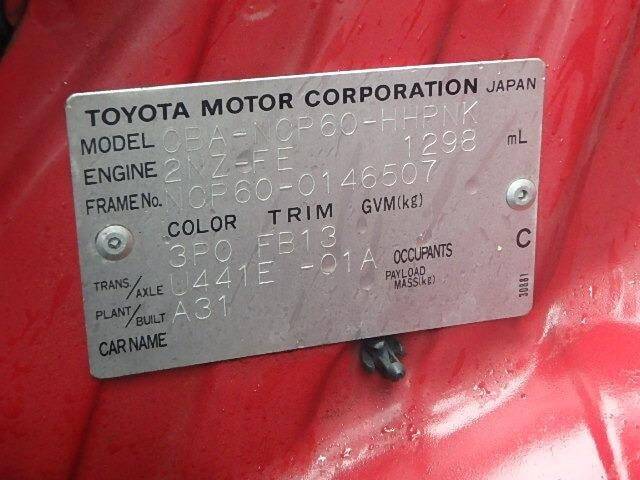 TOYOTA MOTOR CORPORATION JAPAN
MODEL CBA-NCP60-HHPNK
ENGINE 2NZ-FE 1298 mL
FRAME No. NCP60-0146507
COLOR TRIM GVM(kg)
3P0 FB13 C
TRANS/AXLE U441E -01A OCCUPANTS
PAYLOAD MASS(kg)
PLANT/BUILT A31
CAR NAME
30881